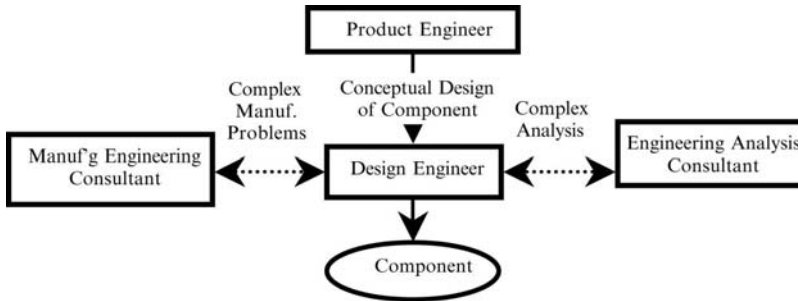 Product Engineer
Complex
Manuf.
Problems
Conceptual Design
of Component
Complex
Analysis
Manuf'g Engineering
Consultant
Design Engineer
Engineering Analysis
Consultant
Component